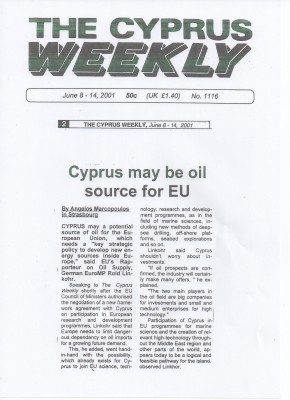 THE CYPRUS
WEEKLY
June 8 - 14, 2001 50c (UK £1.40) No. 1116
2 THE CYPRUS WEEKLY, June 8 - 14, 2001
Cyprus may be oil
source for EU
By Angelos Marcopoulos
in Strasbourg
CYPRUS may a potential
source of oil for the Eu-
ropean Union, which
needs a "key strategic
policy to develop new en-
ergy sources inside Eu-
rope," said EU's Rap-
porteur on Oil Supply,
German EuroMP Rold Lin-
kohr.
Speaking to The Cyprus
Weekly shortly after the EU
Council of Ministers authorised
the negotiation of a new frame-
work agreement with Cyprus
on participation in European
research and development
programmes, Linkohr said that
Europe needs to limit danger-
ous dependency on oil imports
for a growing future demand.
This, he added, went hand-
in-hand with the possibility,
which already exists for Cy-
prus to join EU science, tech-
nology, research and develop-
ment programmes, as in the
field of marine sciences, in-
cluding new methods of deep-
sea drilling, off-shore plat-
forms, seabed explorations
and so on.
Linkohr said Cyprus
shouldn't worry about in-
vestments.
"If oil prospects are con-
firmed, the industry will certain-
ly make many offers, " he ex-
plained.
"The two main players in
the oil field are big companies
for investments and small and
medium enterprises for high
technology."
Participation of Cyprus in
EU programmes for marine
science and the creation of rel-
evant high-technology through-
out the Middle East region and
other parts of the world, ap-
pears today to be a logical and
feasible pathway for the island,
observed Linkhor.